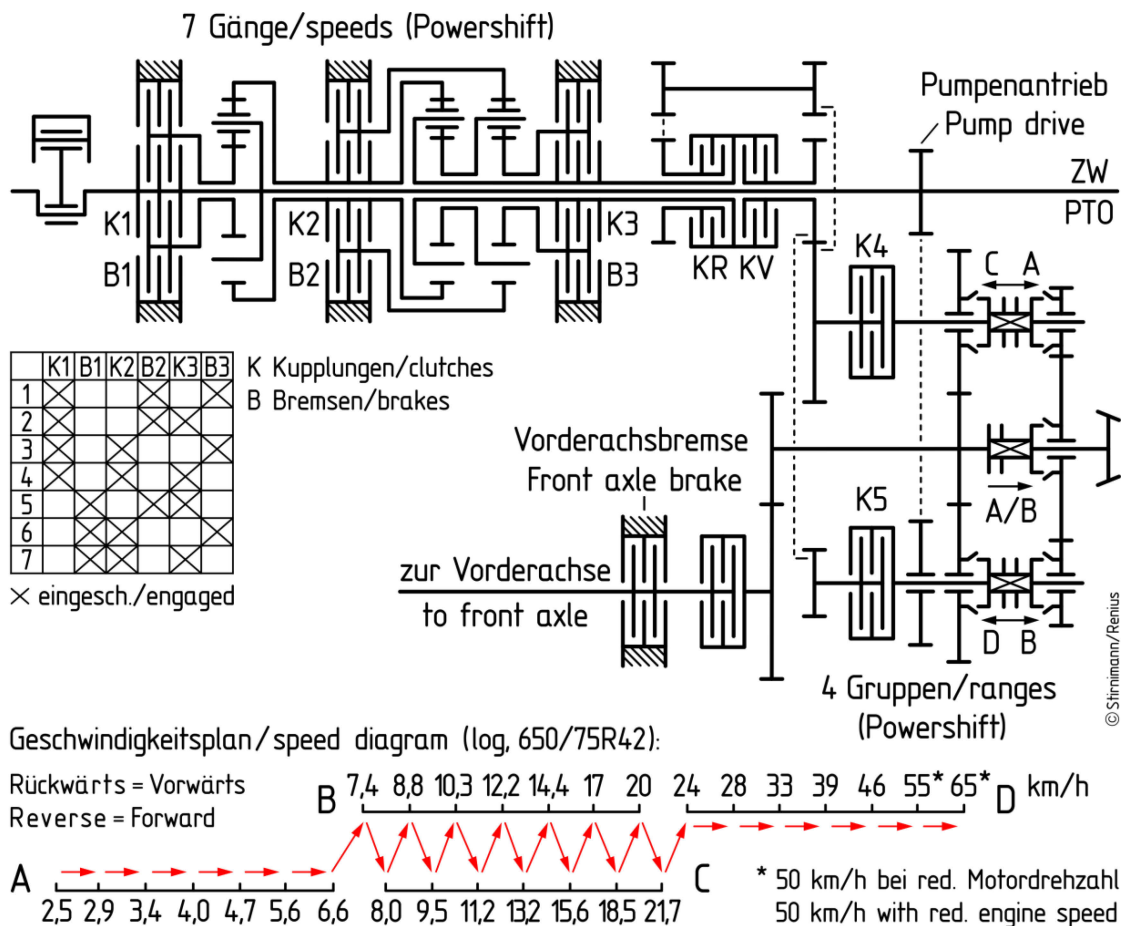 7 Gänge/speeds (Powershift)
Pumpenantrieb
Pump drive
ZW
PTO
K1
B1
K2
B2
K3
B3
KR KV
K4
C A
K1 B1 K2 B2 K3 B3
1
2
3
4
5
6
7
× eingesch./engaged
K Kupplungen/clutches
B Bremsen/brakes
Vorderachsbremse
Front axle brake
A/B
K5
zur Vorderachse
to front axle
D B
4 Gruppen/ranges
(Powershift)
© Stirnimann/Renius
Geschwindigkeitsplan/speed diagram (log, 650/75R42):
Rückwärts = Vorwärts
Reverse = Forward
B 7,4 8,8 10,3 12,2 14,4 17 20 24 28 33 39 46 55* 65* D km/h
A 2,5 2,9 3,4 4,0 4,7 5,6 6,6
8,0 9,5 11,2 13,2 15,6 18,5 21,7 C
* 50 km/h bei red. Motordrehzahl
50 km/h with red. engine speed